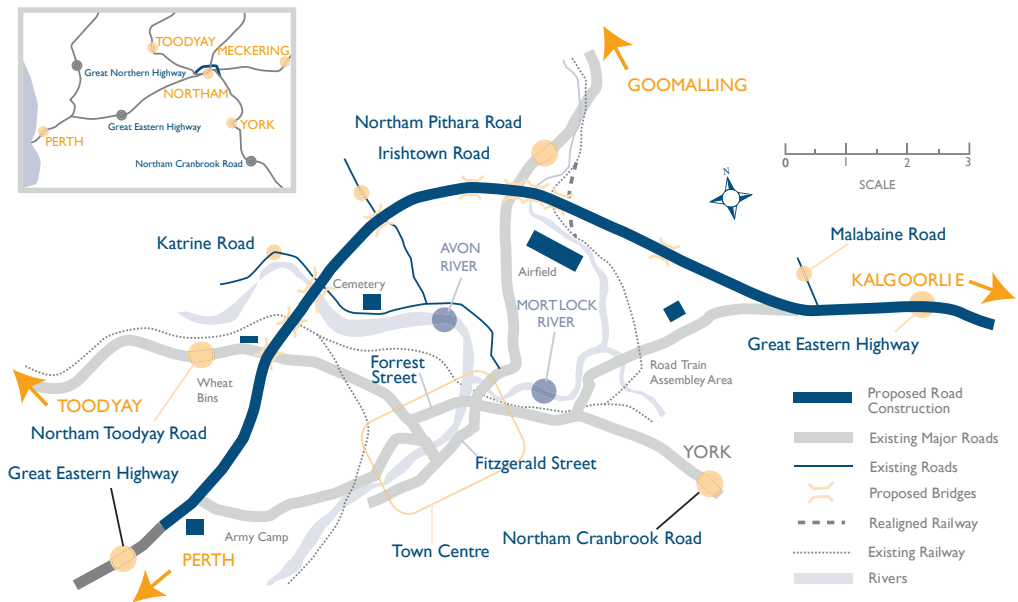 TOODYAY
MECKERING
Great Northern Highway
NORTHAM
Great Eastern Highway
PERTH
YORK
Northam Cranbrook Road
GOOMALLING
Northam Pithara Road
Irishtown Road
0 1 2 3
SCALE
N
Katrine Road
AVON
RIVER
Malabaine Road
Cemetery
Airfield
KALGOORLIE
MORTLOCK
RIVER
Great Eastern Highway
Forrest
Street
Road Train
Assembley Area
Wheat
Bins
TOODYAY
Northam Toodyay Road
Proposed Road
Construction
Existing Major Roads
YORK
Fitzgerald Street
Existing Roads
Great Eastern Highway
Proposed Bridges
Army Camp
Town Centre
Northam Cranbrook Road
Realigned Railway
PERTH
Existing Railway
Rivers